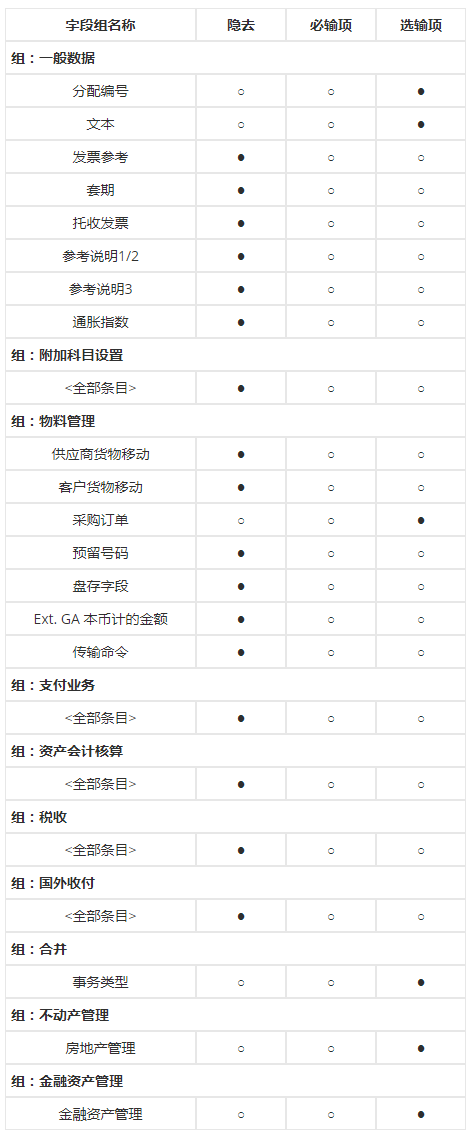 字段组名称 隐去 必输项 选输项
组：一般数据
分配编号 ○ ○ ●
文本 ○ ○ ●
发票参考 ● ○ ○
套期 ● ○ ○
托收发票 ● ○ ○
参考说明1/2 ● ○ ○
参考说明3 ● ○ ○
通胀指数 ● ○ ○
组：附加科目设置
<全部条目> ● ○ ○
组：物料管理
供应商货物移动 ● ○ ○
客户货物移动 ● ○ ○
采购订单 ○ ○ ●
预留号码 ● ○ ○
盘存字段 ● ○ ○
Ext. GA 本币计的金额 ● ○ ○
传输命令 ● ○ ○
组：支付业务
<全部条目> ● ○ ○
组：资产会计核算
<全部条目> ● ○ ○
组：税收
<全部条目> ● ○ ○
组：国外收付
<全部条目> ● ○ ○
组：合并
事务类型 ○ ○ ●
组：不动产管理
房地产管理 ○ ○ ●
组：金融资产管理
金融资产管理 ○ ○ ●